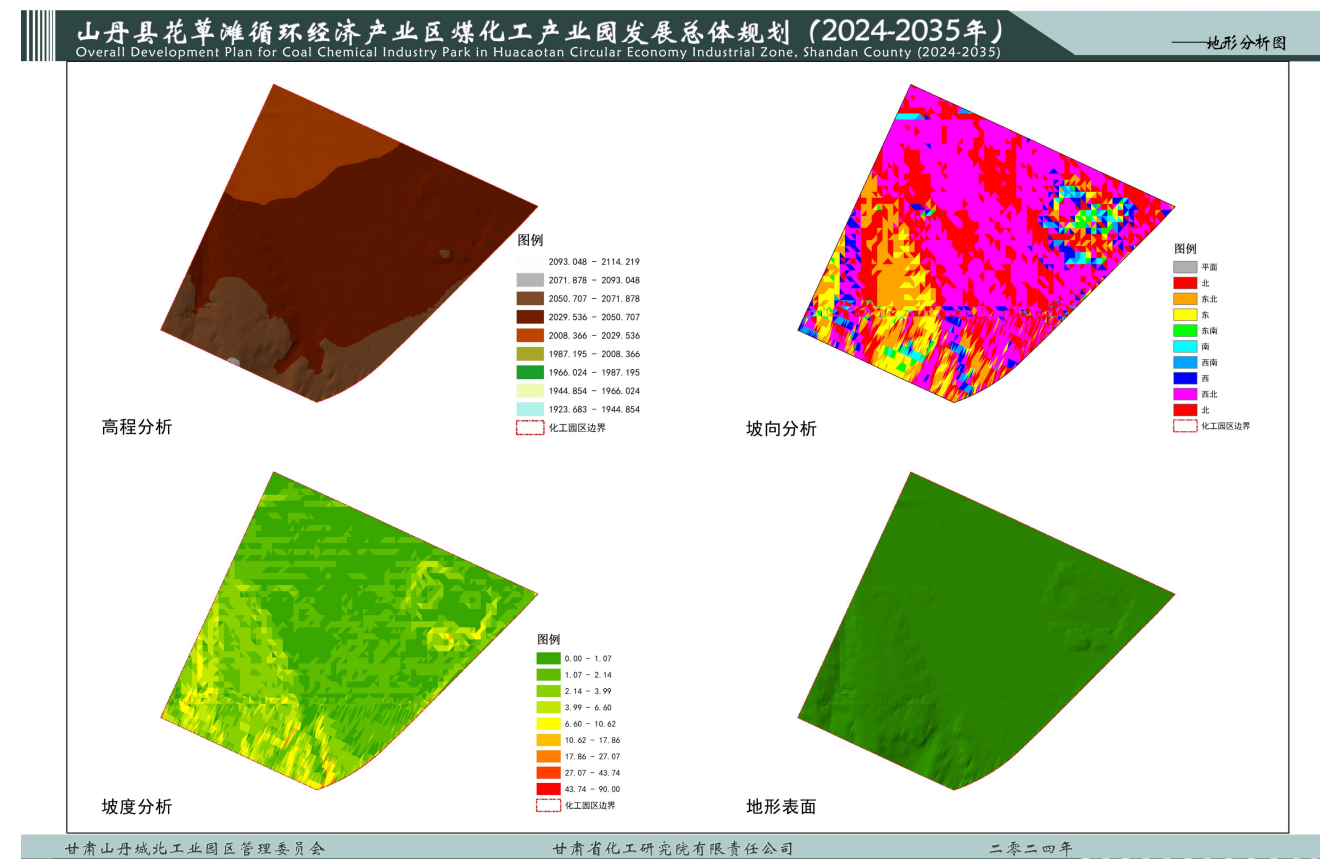 山丹县花草滩循环经济产业区煤化工产业园发展总体规划（2024-2035年）
Overall Development Plan for Coal Chemical Industry Park in Huacaotan Circular Economy Industrial Zone, Shandan County (2024-2035)
——地形分析图
图例
2093.048 - 2114.219
2071.878 - 2093.048
2050.707 - 2071.878
2029.536 - 2050.707
2008.366 - 2029.536
1987.195 - 2008.366
1966.024 - 1987.195
1944.854 - 1966.024
1923.683 - 1944.854
化工园区边界
高程分析
图例
平面
北
东北
东
东南
南
西南
西
西北
北
化工园区边界
坡向分析
图例
0.00 - 1.07
1.07 - 2.14
2.14 - 3.99
3.99 - 6.60
6.60 - 10.62
10.62 - 17.86
17.86 - 27.07
27.07 - 43.74
43.74 - 90.00
化工园区边界
坡度分析
地形表面
甘肃山丹城北工业园区管理委员会
甘肃省化工研究院有限责任公司
二零二四年